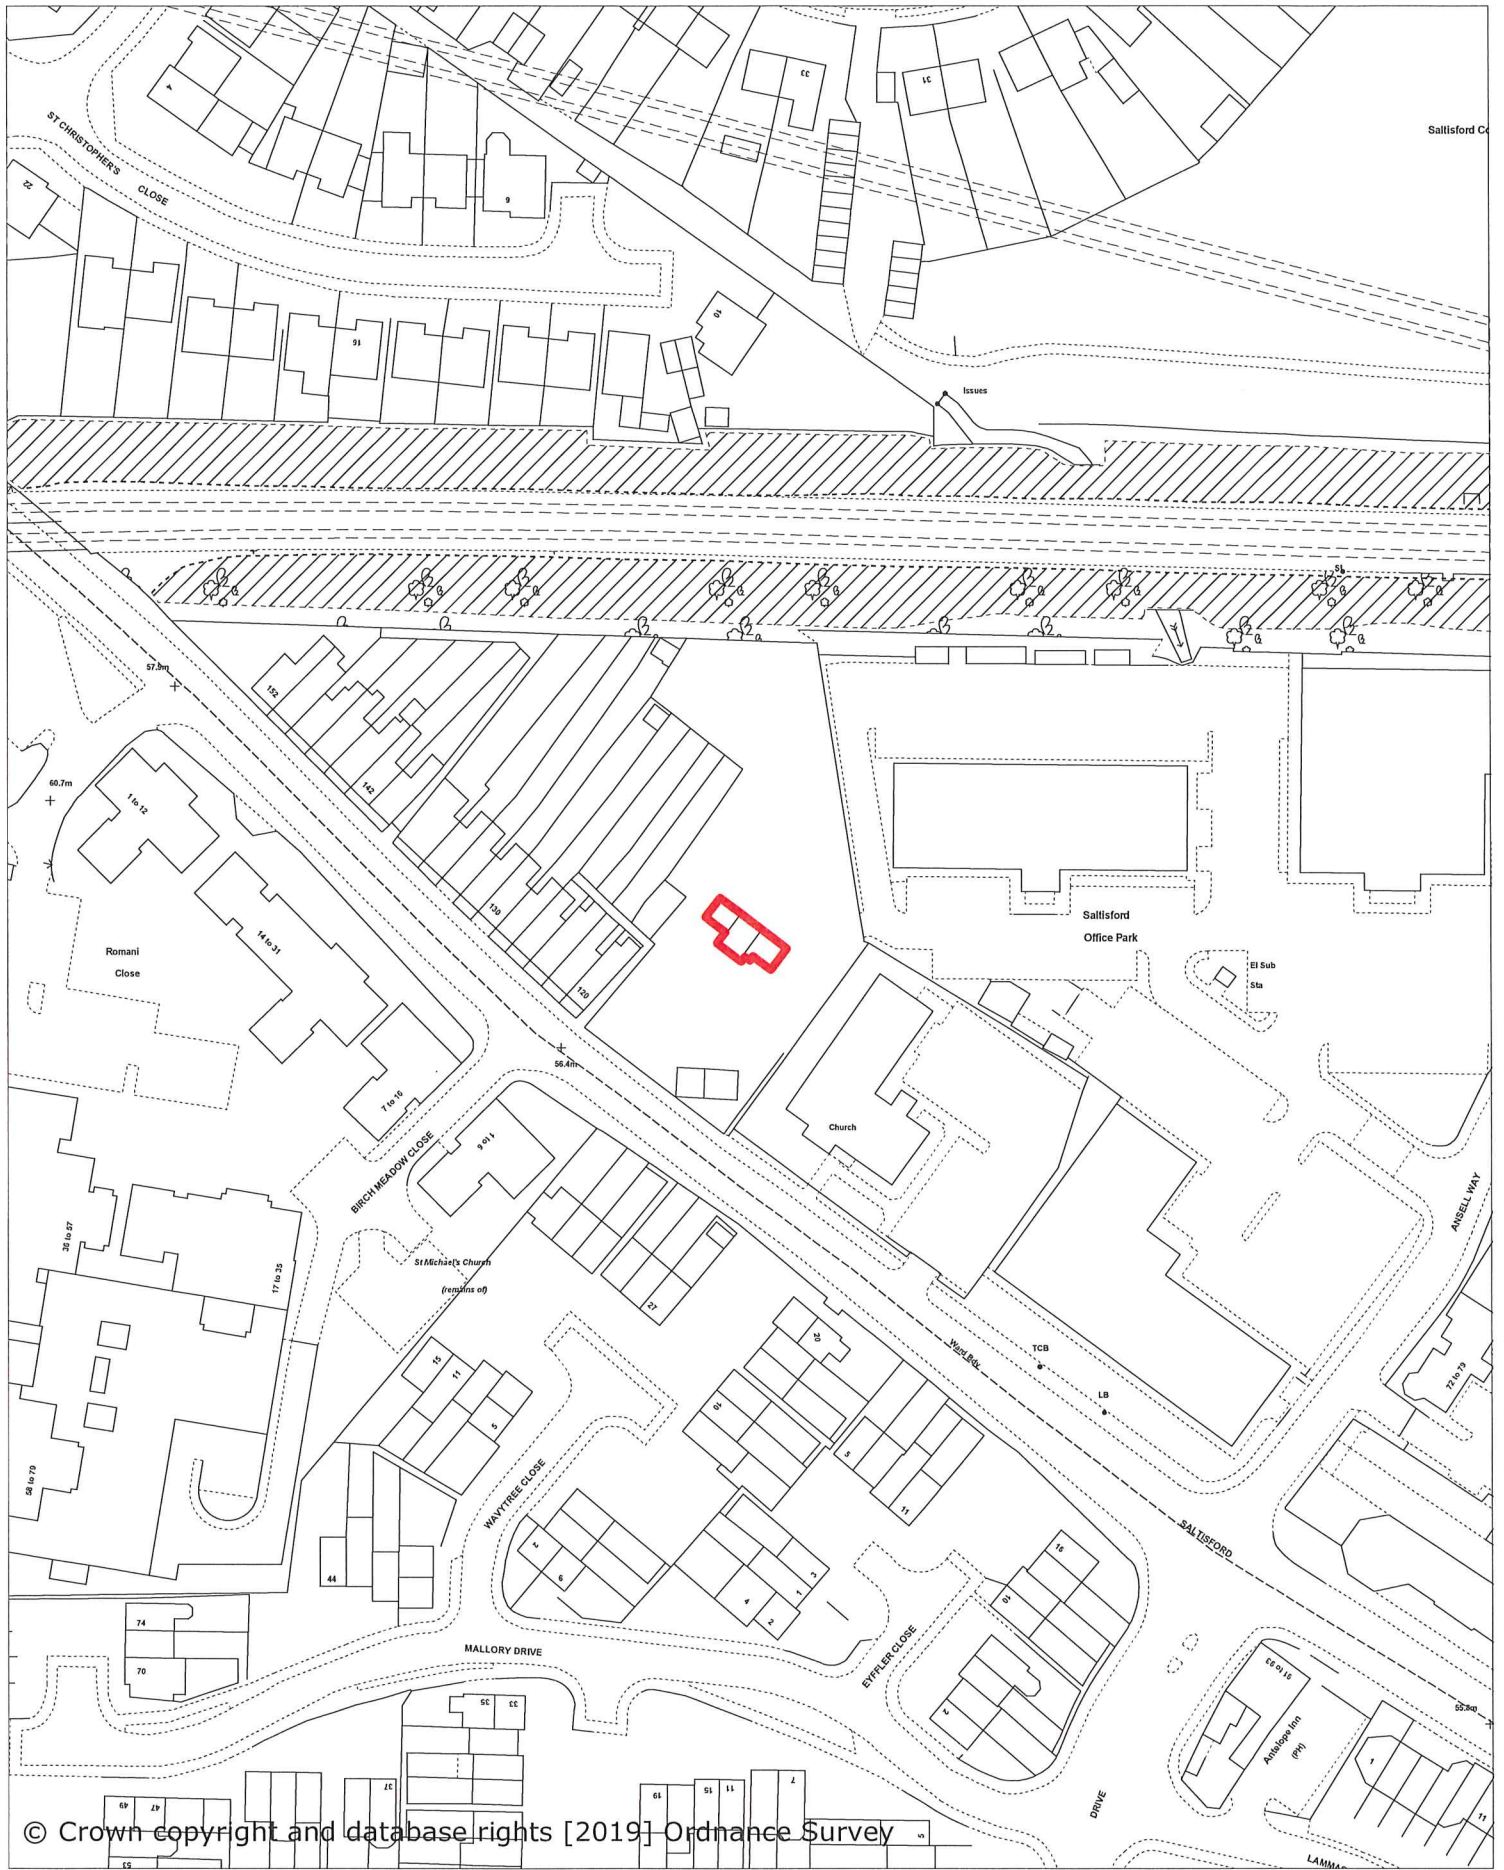 33
31
4
Saltisford Co
ST CHRISTOPHER'S
CLOSE
22
9
10
16
Issues
SL
57.9m
152
60.7m
142
1 to 12
130
14 to 31
Romani
Close
120
Saltisford
Office Park
El Sub
Sta
56.4m
7 to 16
Church
1 to 6
BIRCH MEADOW CLOSE
ANSELL WAY
36 to 57
17 to 35
St Michael's Church
(remains of)
27
20
Ward Bdy
TCB
LB
72 to 79
15
11
5
10
5
11
58 to 79
WAVYTREE CLOSE
SALTISFORD
2
6
44
3
1
4
2
16
10
74
70
MALLORY DRIVE
EYFFLER CLOSE
2
91 to 93
Antelope Inn
(PH)
55.8m
1
11
35
33
37
19
15
11
7
DRIVE
49
47
5
53
LAMMAS
© Crown copyright and database rights [2019] Ordnance Survey